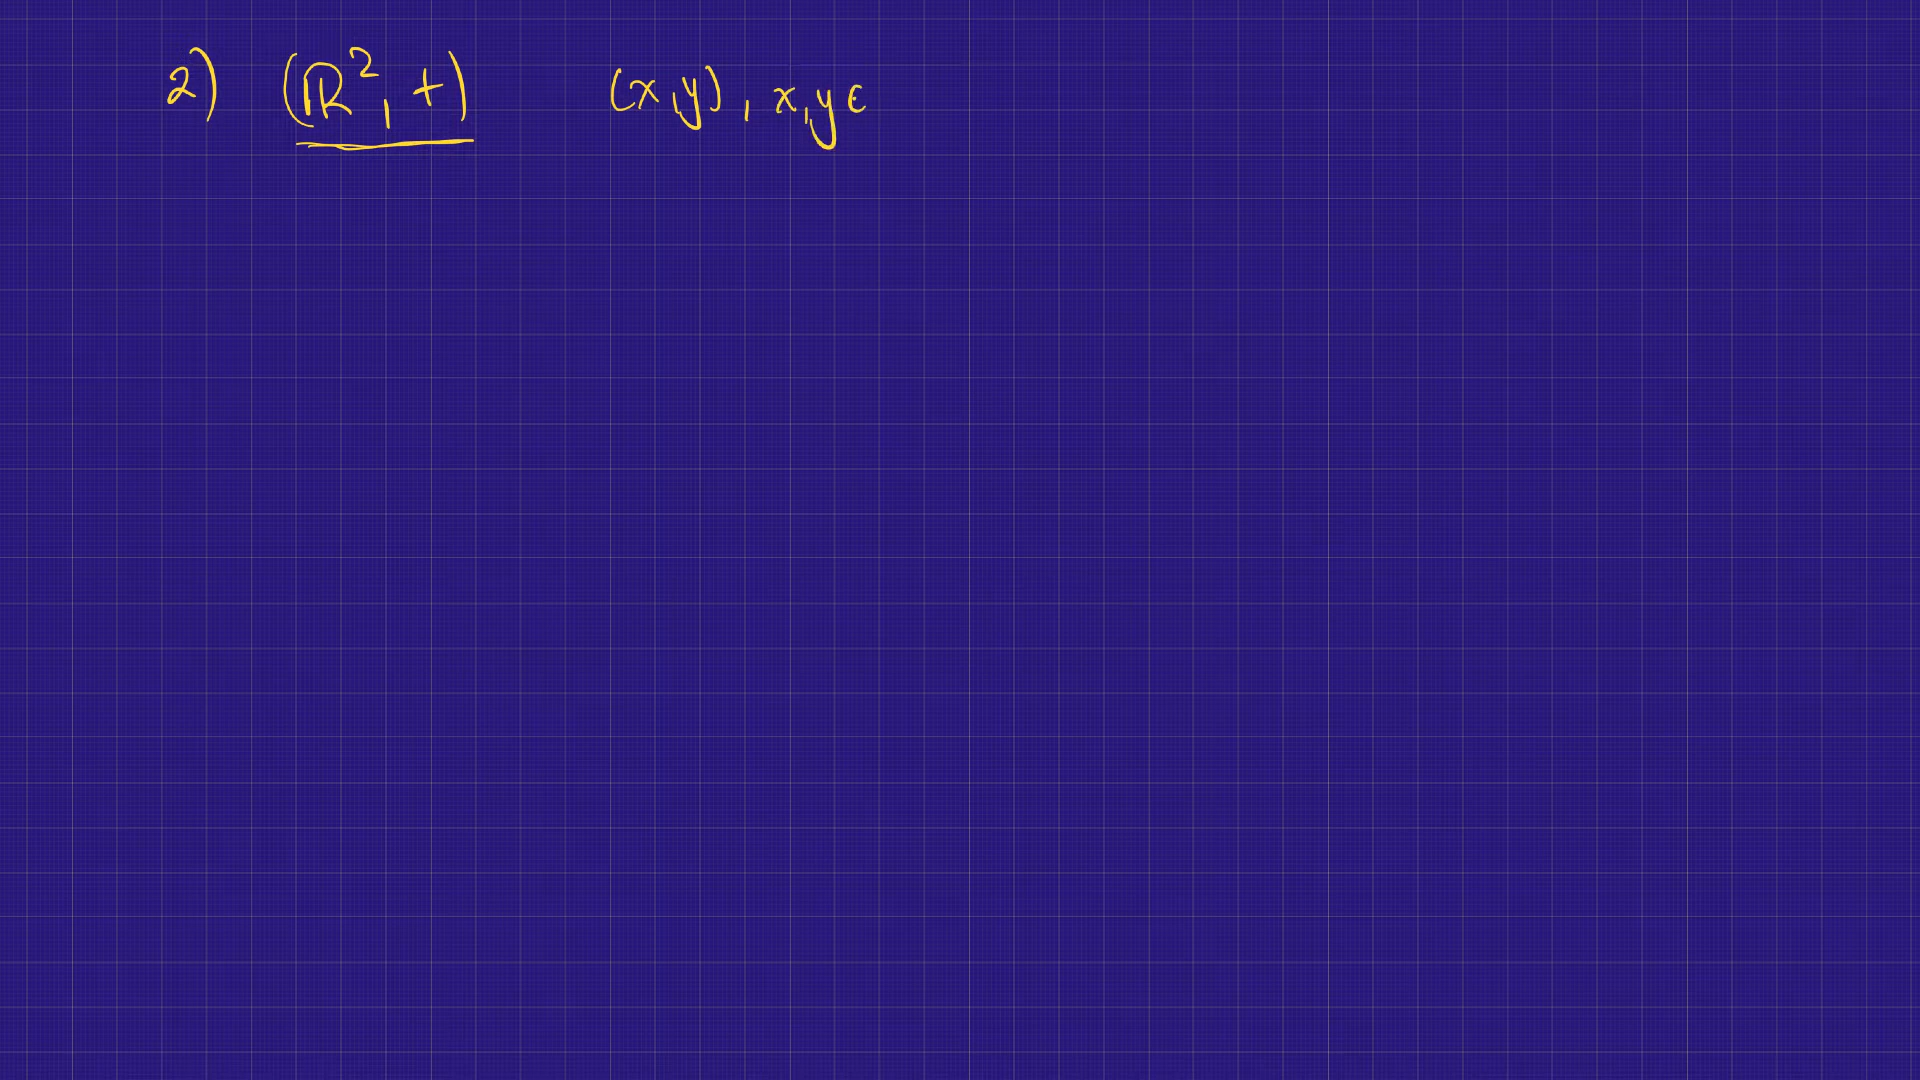 2) (ℝ², +) (x,y), x,y ∈